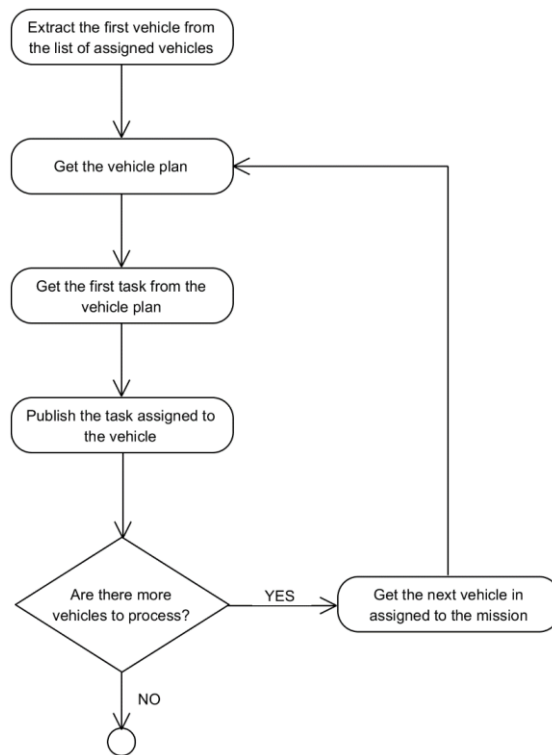 Extract the first vehicle from
the list of assigned vehicles
Get the vehicle plan
Get the first task from the
vehicle plan
Publish the task assigned to
the vehicle
Are there more
vehicles to process?
YES
Get the next vehicle in
assigned to the mission
NO